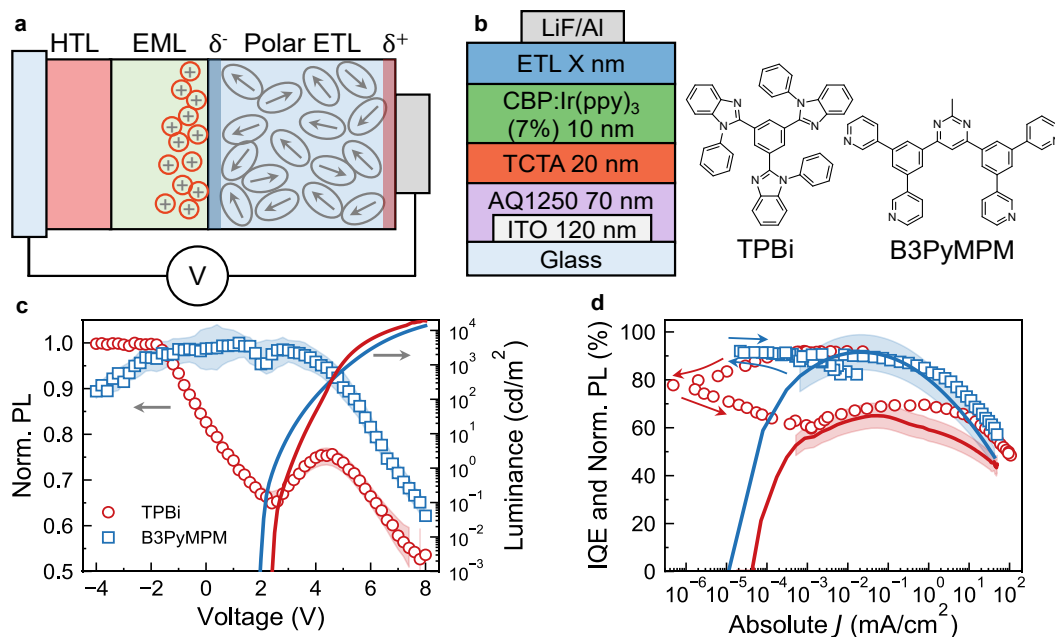 a
HTL EML δ- Polar ETL δ+
+ + + + + + + + + + + + + + +
V
b
LiF/Al
ETL X nm
CBP:Ir(ppy)3
(7%) 10 nm
TCTA 20 nm
AQ1250 70 nm
ITO 120 nm
Glass
N N N N N N
TPBi
N N N N N N
B3PyMPM
c
1.0
0.9
0.8
0.7
0.6
0.5
Norm. PL
TPBi
B3PyMPM
−4 −2 0 2 4 6 8
Voltage (V)
10^4
10^3
10^2
10^1
10^0
10^−1
10^−2
10^−3
Luminance (cd/m^2)
d
100
80
60
40
20
0
IQE and Norm. PL (%)
10^−6 10^−5 10^−4 10^−3 10^−2 10^−1 10^0 10^1 10^2
Absolute J (mA/cm^2)